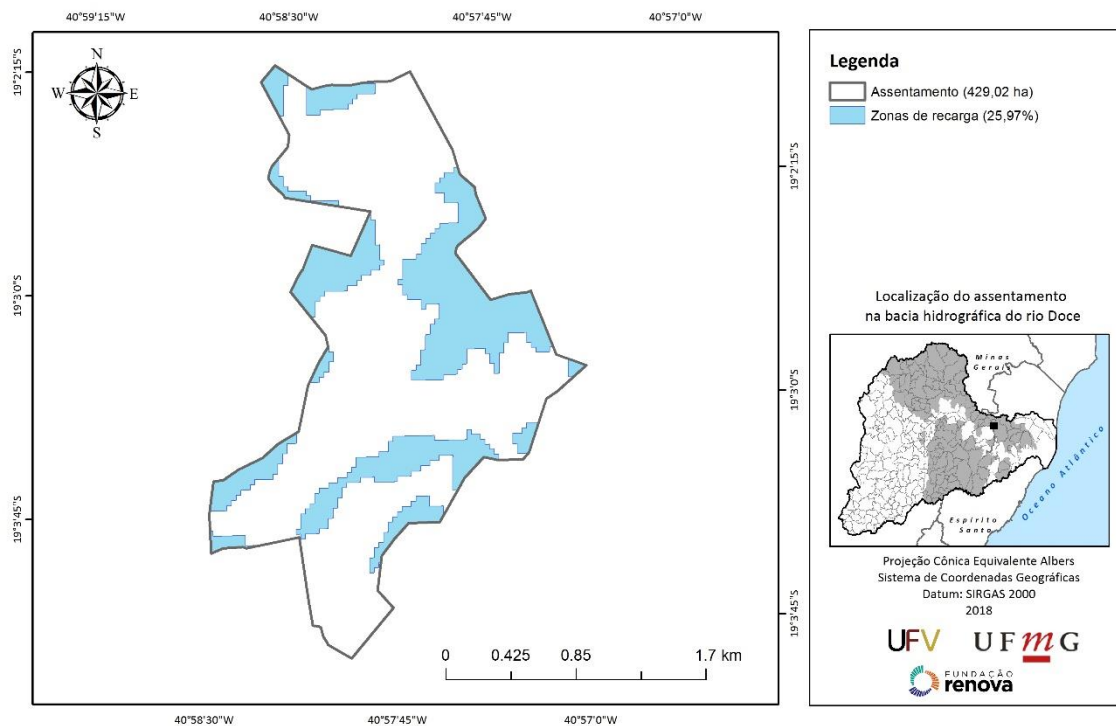 40°59'15"W
40°58'30"W
40°57'45"W
40°57'0"W
19°2'15"S
19°3'0"S
19°3'45"S
N
W
E
S
19°2'15"S
19°3'0"S
19°3'45"S
0
0.425
0.85
1.7 km
40°58'30"W
40°57'45"W
40°57'0"W
Legenda
Assentamento (429,02 ha)
Zonas de recarga (25,97%)
Localização do assentamento
na bacia hidrográfica do rio Doce
Minas
Gerais
Espírito
Santo
Oceano Atlântico
Projeção Cônica Equivalente Albers
Sistema de Coordenadas Geográficas
Datum: SIRGAS 2000
2018
UFV
UFmG
FUNDAÇÃO
renova